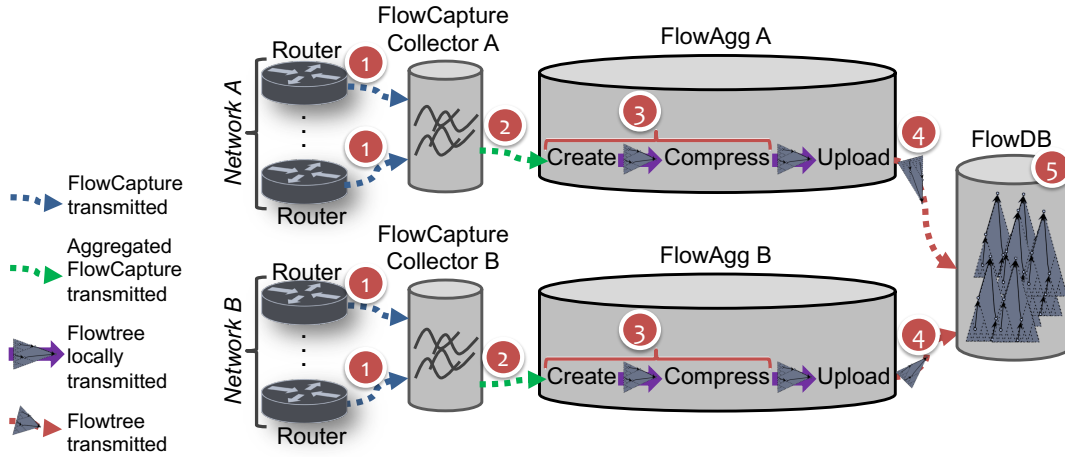 FlowCapture
Collector A
FlowAgg A
Router
1
Network A
1
Router
2
3
Create
Compress
Upload
4
FlowDB
5
FlowCapture
transmitted
Aggregated
FlowCapture
transmitted
Flowtree
locally
transmitted
Flowtree
transmitted
FlowCapture
Collector B
FlowAgg B
Router
1
Network B
1
Router
2
3
Create
Compress
Upload
4